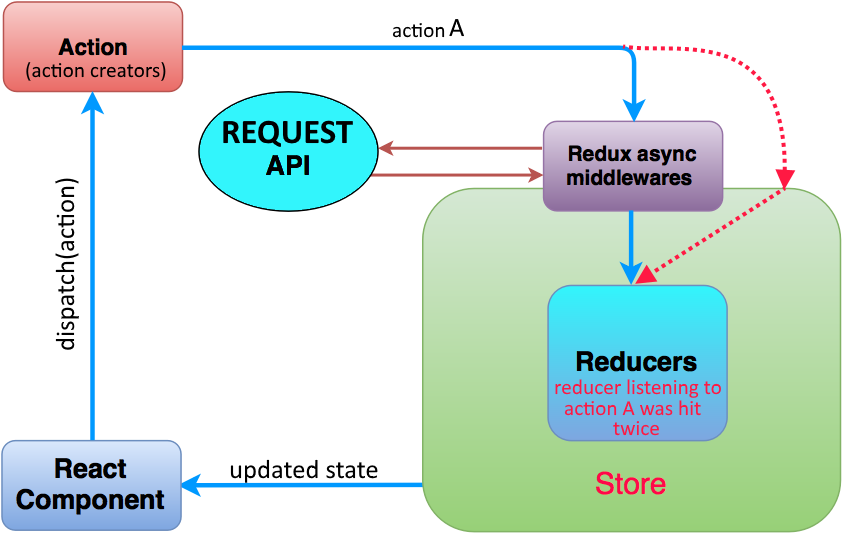 action A
Action
(action creators)
REQUEST
API
Redux async
middlewares
dispatch(action)
Reducers
reducer listening to
action A was hit
twice
React
Component
updated state
Store